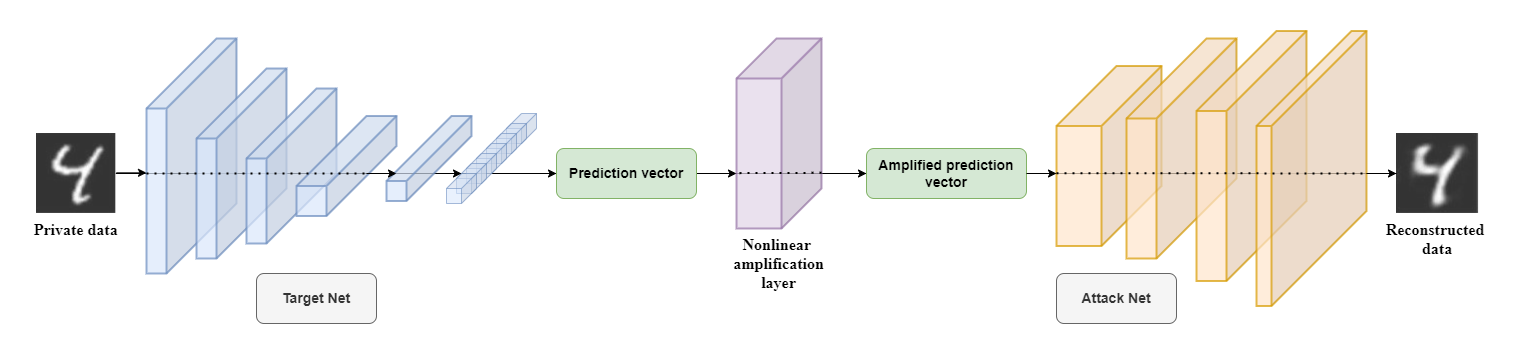 Private data
Target Net
Prediction vector
Nonlinear
amplification
layer
Amplified prediction
vector
Attack Net
Reconstructed
data